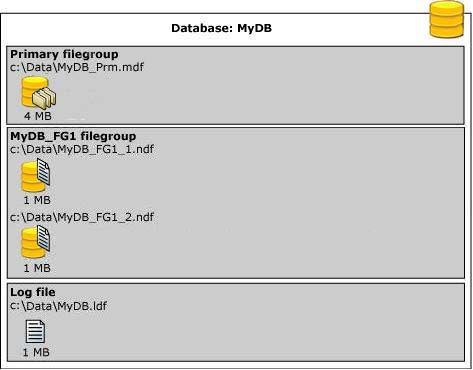 Database: MyDB
Primary filegroup
c:\Data\MyDB_Prm.mdf
4 MB
MyDB_FG1 filegroup
c:\Data\MyDB_FG1_1.ndf
1 MB
c:\Data\MyDB_FG1_2.ndf
1 MB
Log file
c:\Data\MyDB.ldf
1 MB